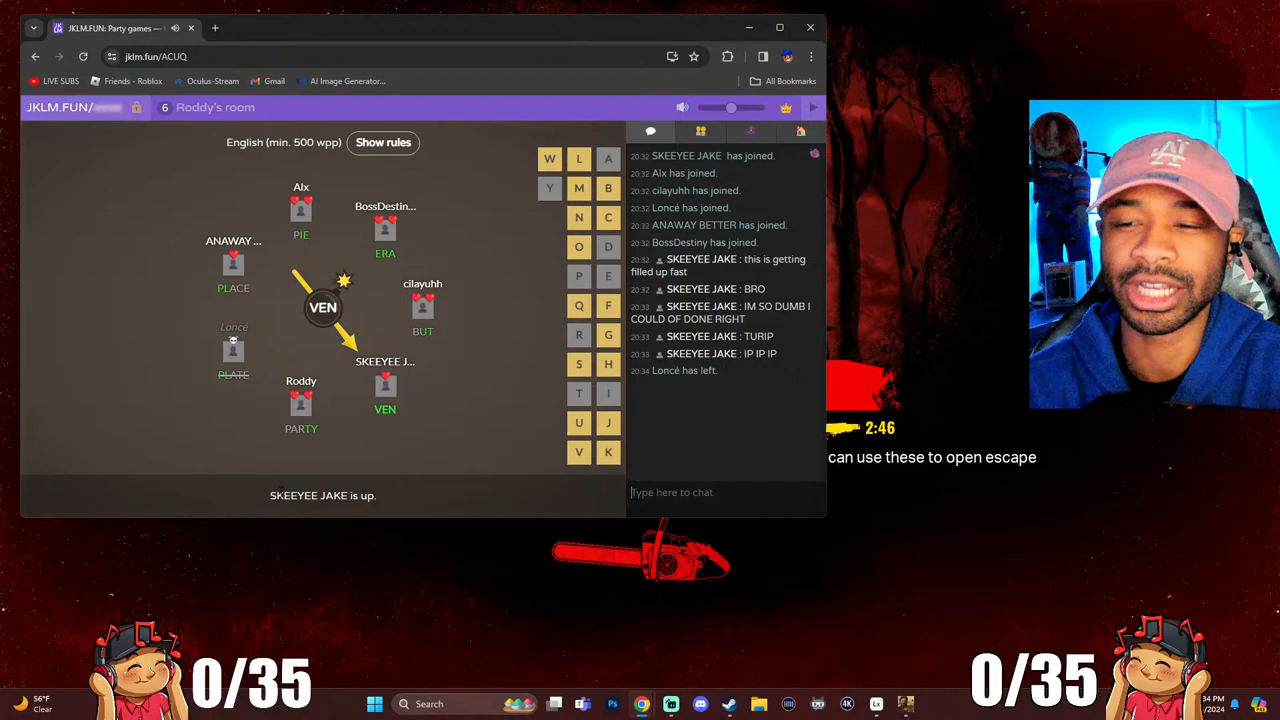 JKLM.FUN: Party games —
jklm.fun/ACUQ
LIVE SUBS
Friends - Roblox
Oculus-Stream
Gmail
AI Image Generator...
All Bookmarks
JKLM.FUN/
6 Roddy's room
English (min. 500 wpp)
Show rules
Alx
PIE
BossDestin...
ERA
ANAWAY ...
PLACE
cilayuhh
BUT
VEN
Loncé
PLATE
SKEEYEE J...
VEN
Roddy
PARTY
W L A
Y M B
N C
O D
P E
Q F
R G
S H
T I
U J
V K
SKEEYEE JAKE is up.
20:32 SKEEYEE JAKE has joined.
20:32 Alx has joined.
20:32 cilayuhh has joined.
20:32 Loncé has joined.
20:32 ANAWAY BETTER has joined.
20:32 BossDestiny has joined.
20:32 SKEEYEE JAKE : this is getting
filled up fast
20:32 SKEEYEE JAKE : BRO
20:33 SKEEYEE JAKE : IM SO DUMB I
COULD OF DONE RIGHT
20:33 SKEEYEE JAKE : TURIP
20:33 SKEEYEE JAKE : IP IP IP
20:34 Loncé has left.
Type here to chat
2:46
can use these to open escape
0/35
0/35
56°F
Clear
Search
Ps
4K
Lx
34 PM
/2024